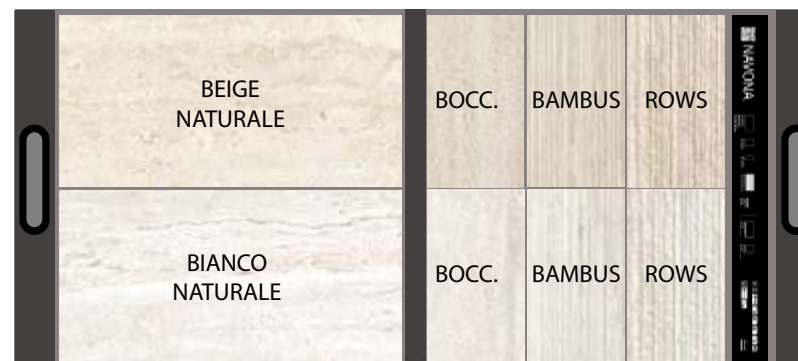 BEIGE
NATURALE
BOCC.
BAMBUS
ROWS
NAVONA
BIANCO
NATURALE
BOCC.
BAMBUS
ROWS